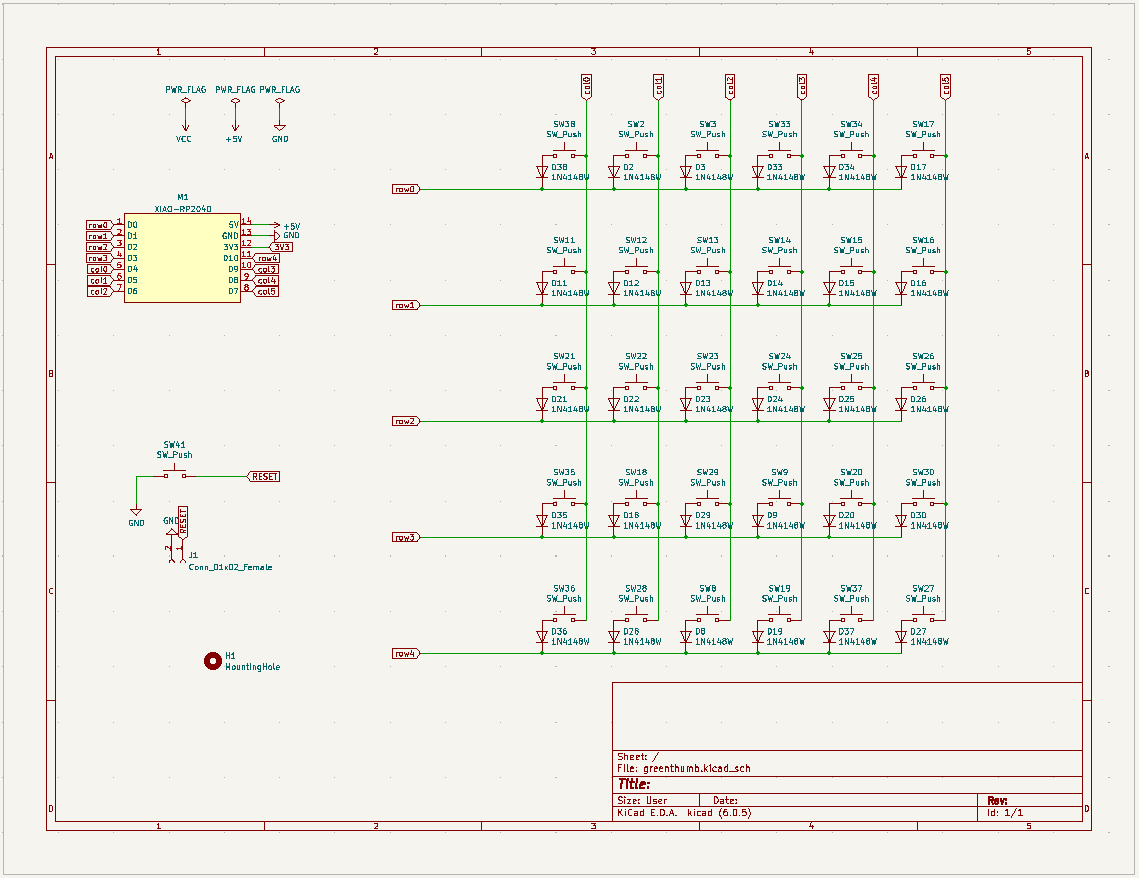 1 2 3 4 5
col0 col1 col2 col3 col4 col5
PWR_FLAG PWR_FLAG PWR_FLAG
VCC +5V GND
A A
SW38 SW2 SW3 SW33 SW34 SW17
SW_Push SW_Push SW_Push SW_Push SW_Push SW_Push
D38 D2 D3 D33 D34 D17
1N4148W 1N4148W 1N4148W 1N4148W 1N4148W 1N4148W
row0
M1
XIAO-RP2040
row0 1 D0 5V 14 +5V
row1 2 D1 GND 13 GND
row2 3 D2 3V3 12 3V3
row3 4 D3 D10 11 row4
col0 5 D4 D9 10 col3
col1 6 D5 D8 9 col4
col2 7 D6 D7 8 col5
SW11 SW12 SW13 SW14 SW15 SW16
SW_Push SW_Push SW_Push SW_Push SW_Push SW_Push
D11 D12 D13 D14 D15 D16
1N4148W 1N4148W 1N4148W 1N4148W 1N4148W 1N4148W
row1
B B
SW21 SW22 SW23 SW24 SW25 SW26
SW_Push SW_Push SW_Push SW_Push SW_Push SW_Push
D21 D22 D23 D24 D25 D26
1N4148W 1N4148W 1N4148W 1N4148W 1N4148W 1N4148W
row2
SW41
SW_Push
RESET
GND
SW35 SW18 SW29 SW9 SW20 SW30
SW_Push SW_Push SW_Push SW_Push SW_Push SW_Push
D35 D18 D29 D9 D20 D30
1N4148W 1N4148W 1N4148W 1N4148W 1N4148W 1N4148W
row3
GND RESET
2 1
J1
Conn_01x02_Female
C C
SW36 SW28 SW8 SW19 SW37 SW27
SW_Push SW_Push SW_Push SW_Push SW_Push SW_Push
D36 D28 D8 D19 D37 D27
1N4148W 1N4148W 1N4148W 1N4148W 1N4148W 1N4148W
row4
H1
MountingHole
Sheet: /
File: greenthumb.kicad_sch
Title:
Size: User Date: Rev:
KiCad E.D.A. kicad (6.0.5) Id: 1/1
D D
1 2 3 4 5